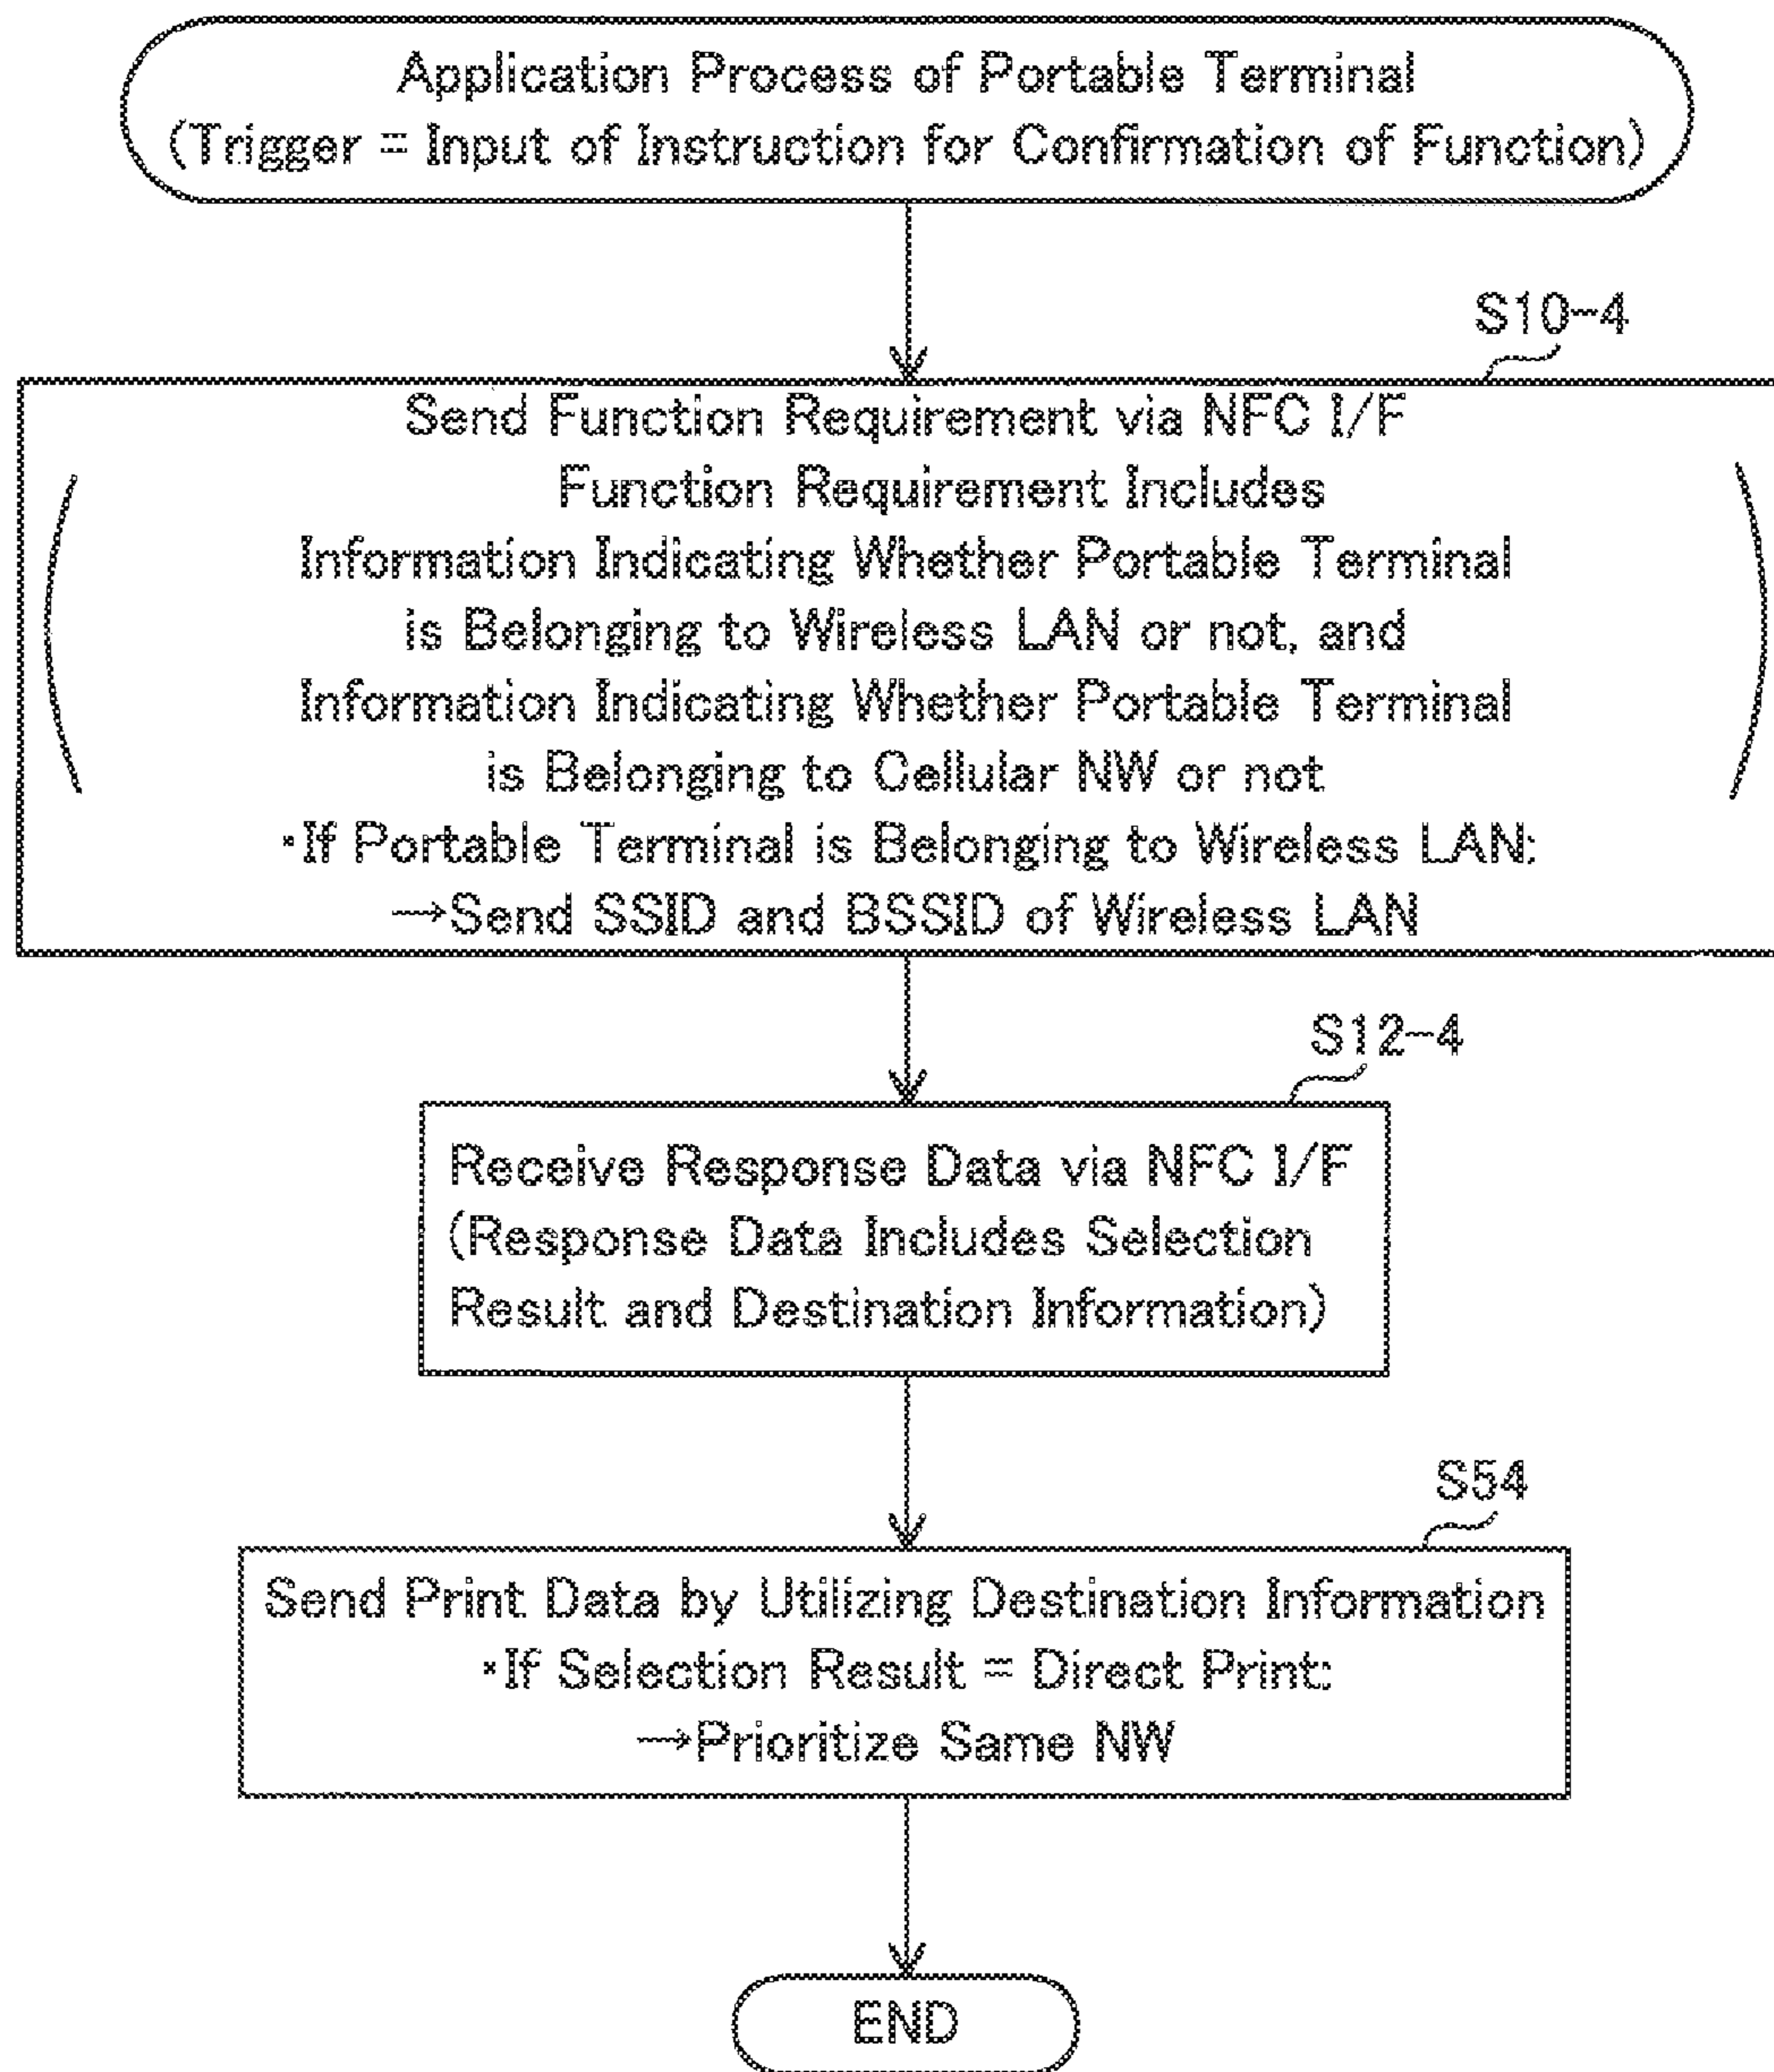 Application Process of Portable Terminal
(Trigger = Input of Instruction for Confirmation of Function)
S10-4
Send Function Requirement via NFC I/F
Function Requirement Includes
Information Indicating Whether Portable Terminal
is Belonging to Wireless LAN or not, and
Information Indicating Whether Portable Terminal
is Belonging to Cellular NW or not
•If Portable Terminal is Belonging to Wireless LAN:
→Send SSID and BSSID of Wireless LAN
S12-4
Receive Response Data via NFC I/F
(Response Data Includes Selection
Result and Destination Information)
S54
Send Print Data by Utilizing Destination Information
•If Selection Result = Direct Print:
→Prioritize Same NW
END